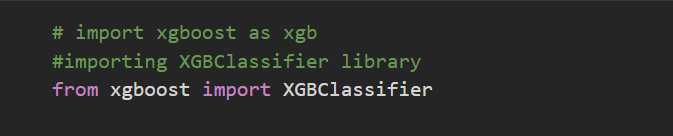 # import xgboost as xgb
#importing XGBClassifier library
from xgboost import XGBClassifier